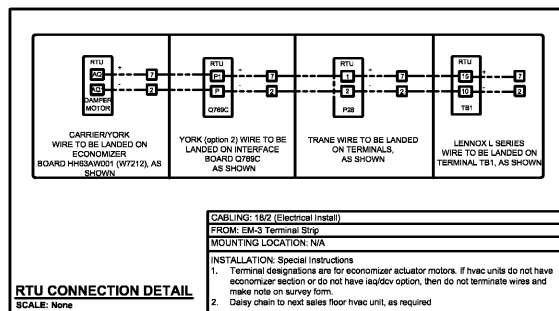 RTU
AQ
AQ1
DAMPER
MOTOR
+
-
7
2
CARRIER/YORK
WIRE TO BE LANDED ON
ECONOMIZER
BOARD HH63AW001 (W7212), AS
SHOWN
RTU
P1
P
Q769C
+
-
7
2
YORK (option 2) WIRE TO BE
LANDED ON INTERFACE
BOARD Q769C
AS SHOWN
RTU
1
2
P28
+
-
7
2
TRANE WIRE TO BE LANDED
ON TERMINALS,
AS SHOWN
RTU
15
10
TB1
+
-
7
2
LENNOX L SERIES
WIRE TO BE LANDED ON
TERMINAL TB1, AS SHOWN
CABLING: 18/2 (Electrical Install)
FROM: EM-3 Terminal Strip
MOUNTING LOCATION: N/A
INSTALLATION: Special Instructions
1. Terminal designations are for economizer actuator motors. If hvac units do not have
economizer section or do not have iaq/dcv option, then do not terminate wires and
make note on survey form.
2. Daisy chain to next sales floor hvac unit, as required
RTU CONNECTION DETAIL
SCALE: None